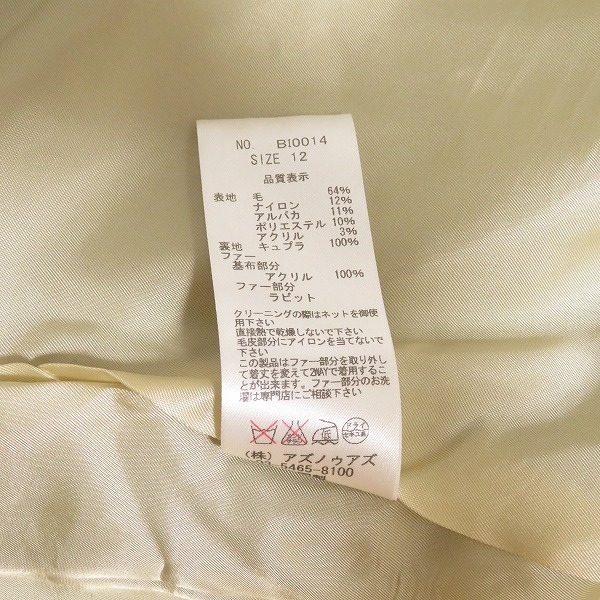 NO. BI0014
SIZE 12
品質表示
表地 毛 64%
ナイロン 12%
アルパカ 11%
ポリエステル 10%
アクリル 3%
裏地 キュプラ 100%
ファー
基布部分
アクリル 100%
ファー部分
ラビット
クリーニングの際はネットを御使
用下さい
直接熱で乾燥しないで下さい
毛皮部分にアイロンを当てないで
下さい
この製品はファー部分を取り外し
て着丈を変えて2WAYで着用するこ
とが出来ます。ファー部分のお洗
濯は専門店にご相談下さい
低 ドライ セキユ系
(株) アズノゥアズ
5465-8100
製